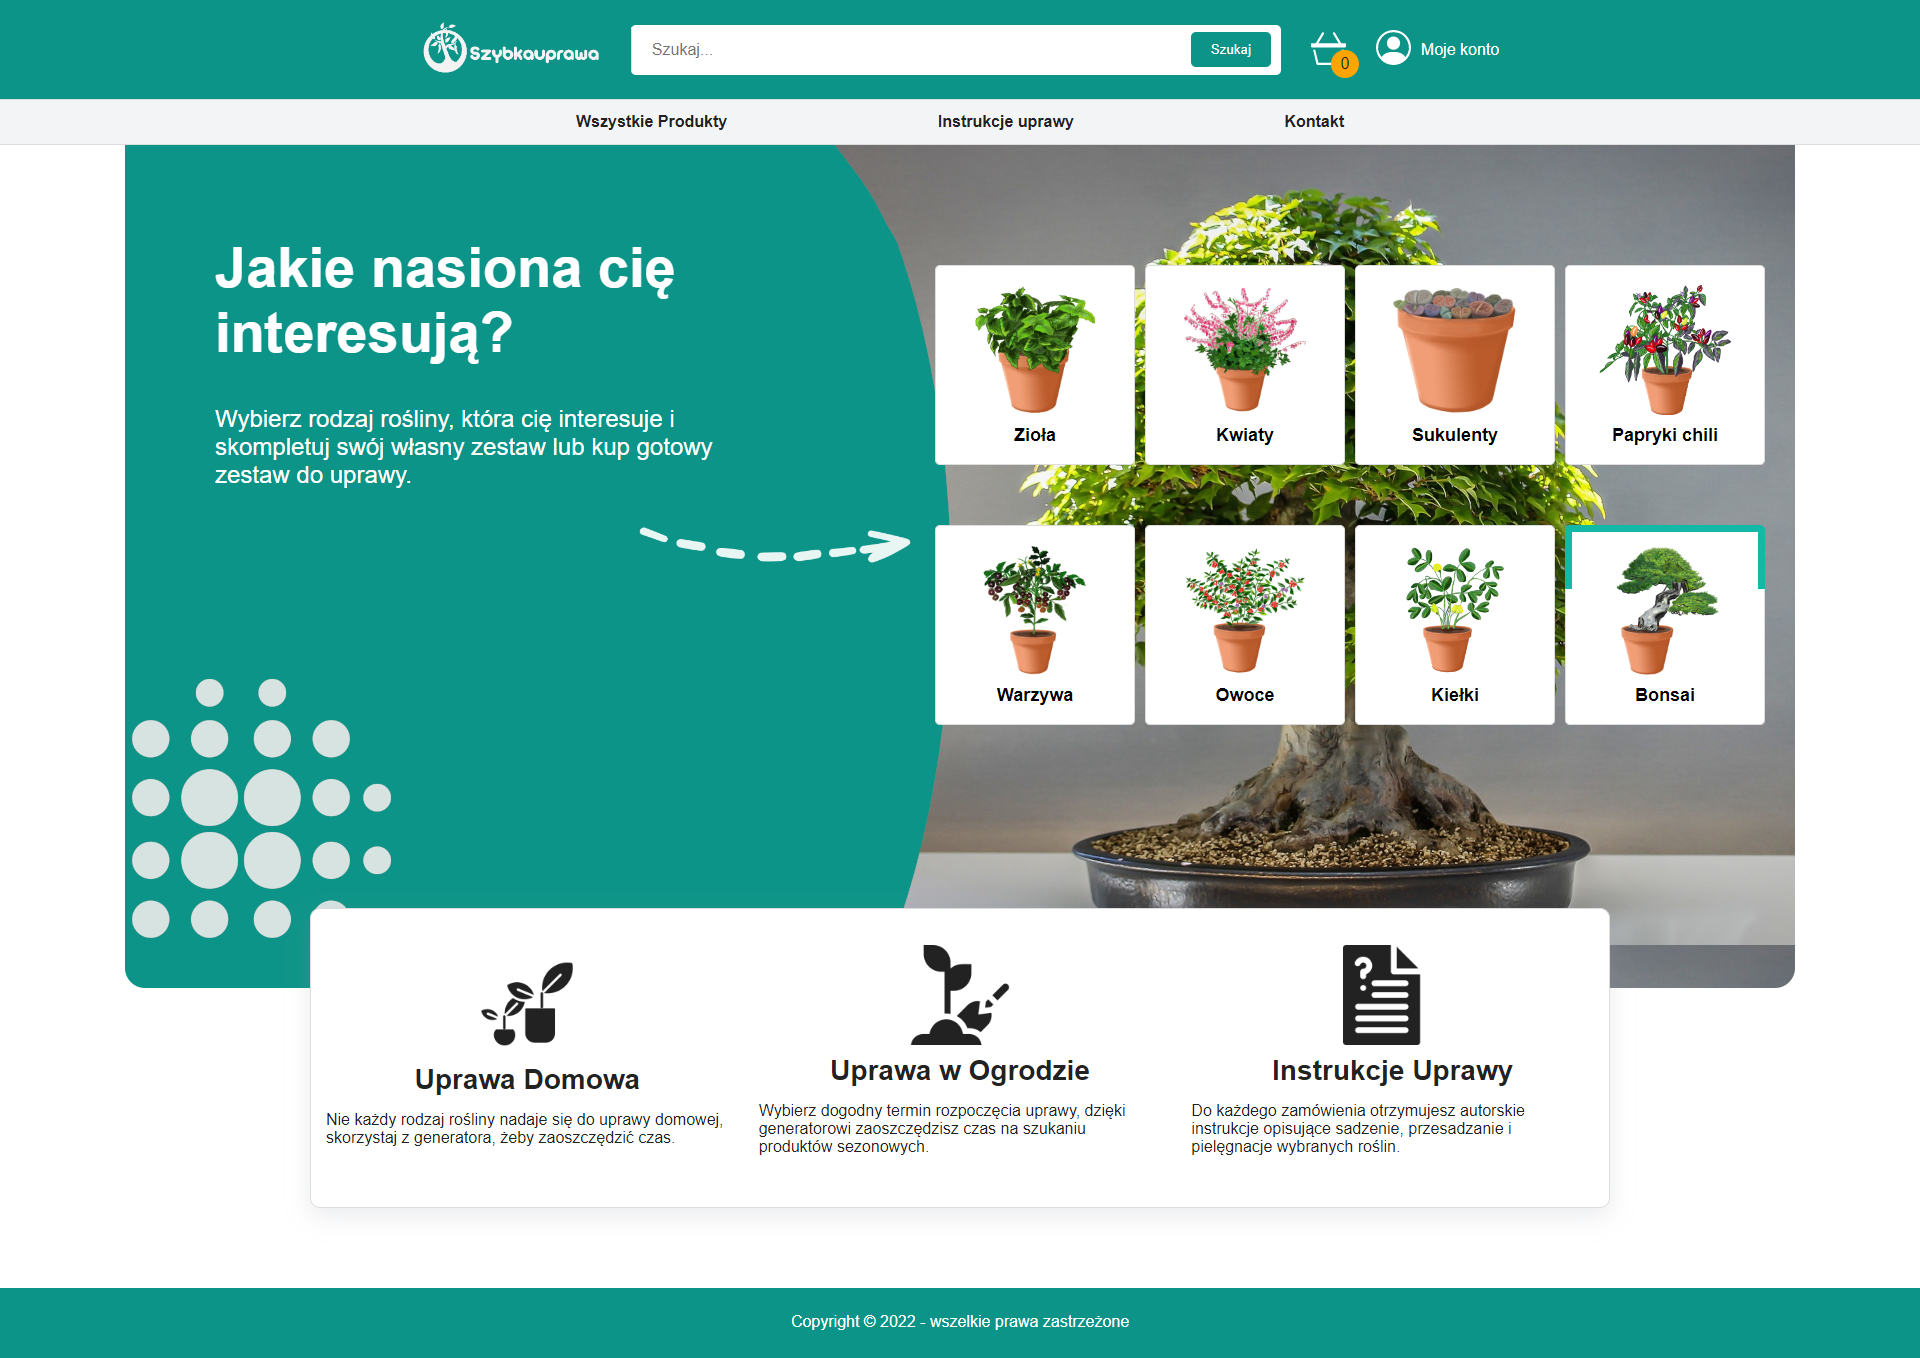 Szybkauprawa
Szukaj...
Szukaj
0
Moje konto
Wszystkie Produkty
Instrukcje uprawy
Kontakt
Jakie nasiona cię
interesują?
Wybierz rodzaj rośliny, która cię interesuje i
skompletuj swój własny zestaw lub kup gotowy
zestaw do uprawy.
Zioła
Kwiaty
Sukulenty
Papryki chili
Warzywa
Owoce
Kiełki
Bonsai
Uprawa Domowa
Nie każdy rodzaj rośliny nadaje się do uprawy domowej,
skorzystaj z generatora, żeby zaoszczędzić czas.
Uprawa w Ogrodzie
Wybierz dogodny termin rozpoczęcia uprawy, dzięki
generatorowi zaoszczędzisz czas na szukaniu
produktów sezonowych.
?
Instrukcje Uprawy
Do każdego zamówienia otrzymujesz autorskie
instrukcje opisujące sadzenie, przesadzanie i
pielęgnacje wybranych roślin.
Copyright © 2022 - wszelkie prawa zastrzeżone